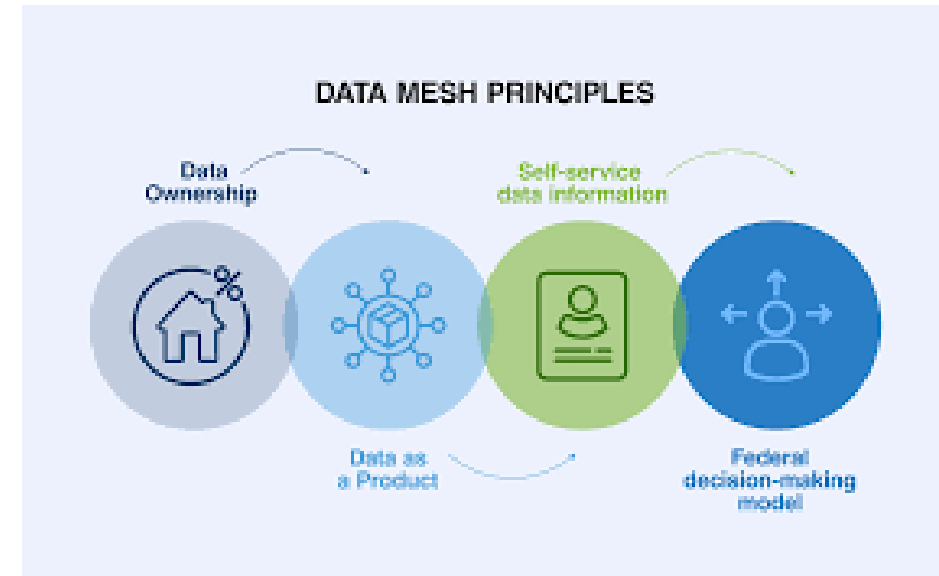 DATA MESH PRINCIPLES
Data
Ownership
Self-service
data information
%
Data as
a Product
Federal
decision-making
model